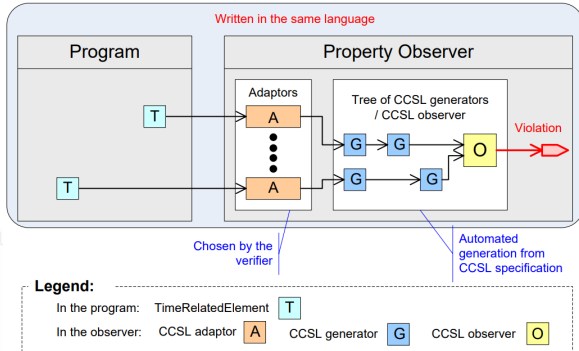 Written in the same language
Program
Property Observer
Adaptors
Tree of CCSL generators
/ CCSL observer
T
A
G
G
O
Violation
T
A
G
G
Chosen by the
verifier
Automated
generation from
CCSL specification
Legend:
In the program: TimeRelatedElement T
In the observer: CCSL adaptor A CCSL generator G CCSL observer O